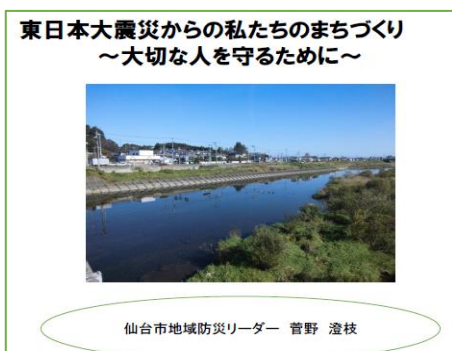 東日本大震災からの私たちのまちづくり
～大切な人を守るために～
仙台市地域防災リーダー 菅野 澄枝